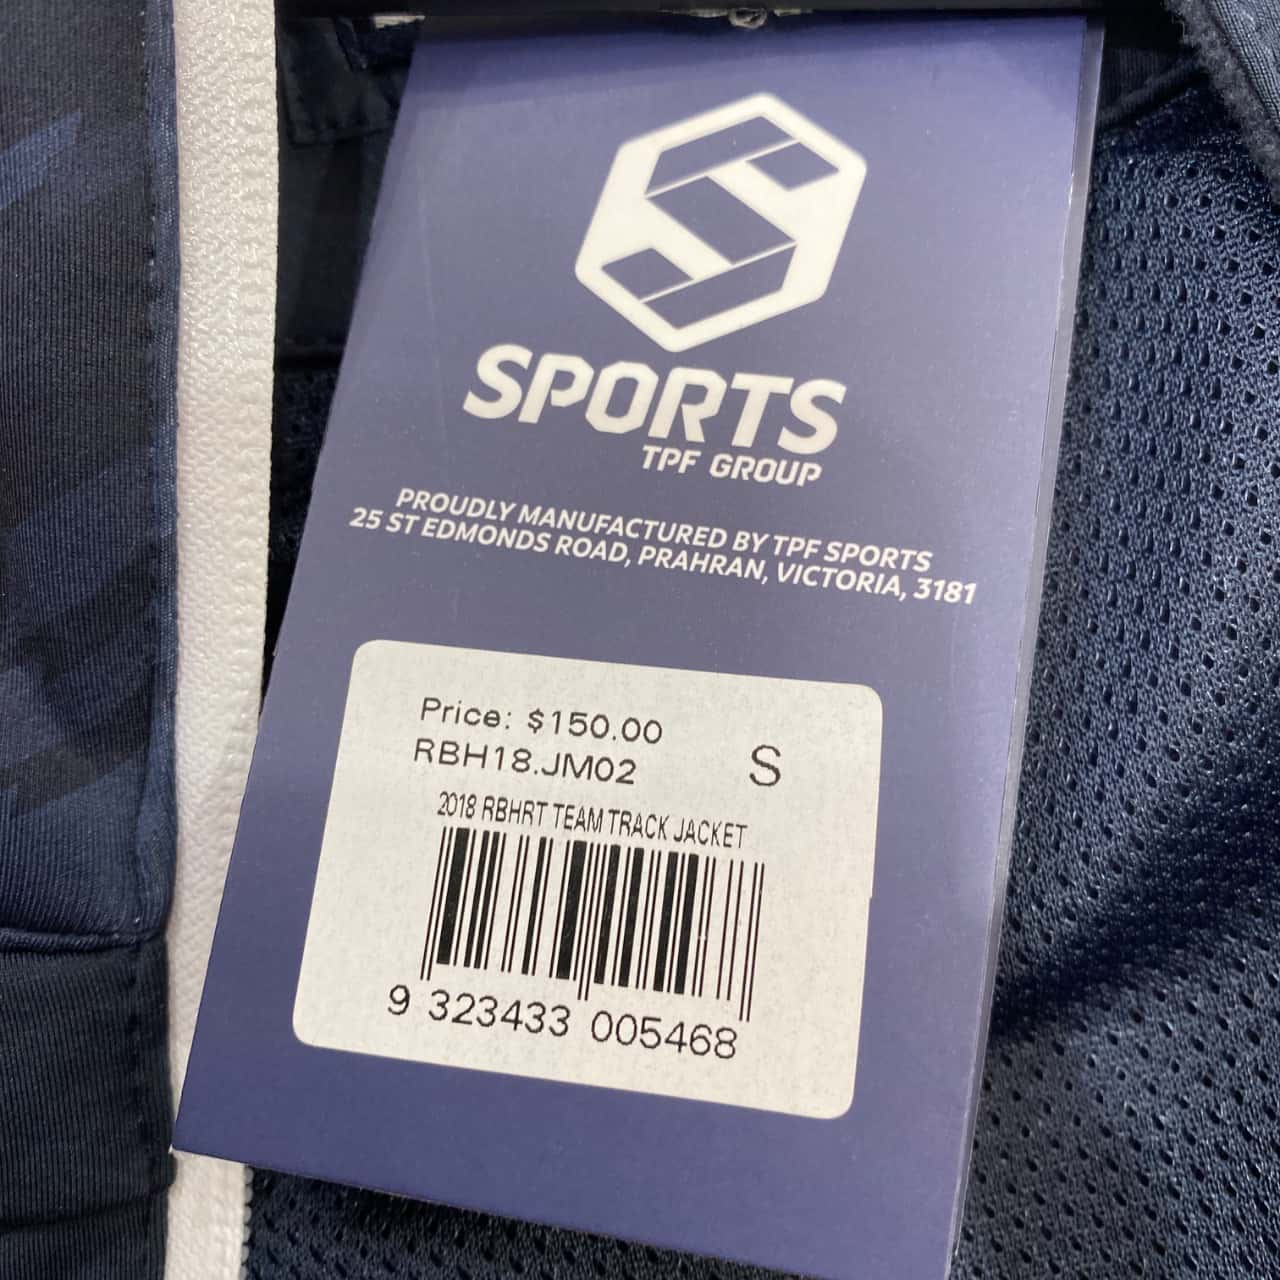 SPORTS
TPF GROUP
PROUDLY MANUFACTURED BY TPF SPORTS
25 ST EDMONDS ROAD, PRAHRAN, VICTORIA, 3181
Price: $150.00
RBH18.JM02 S
2018 RBHRT TEAM TRACK JACKET
9 323433 005468